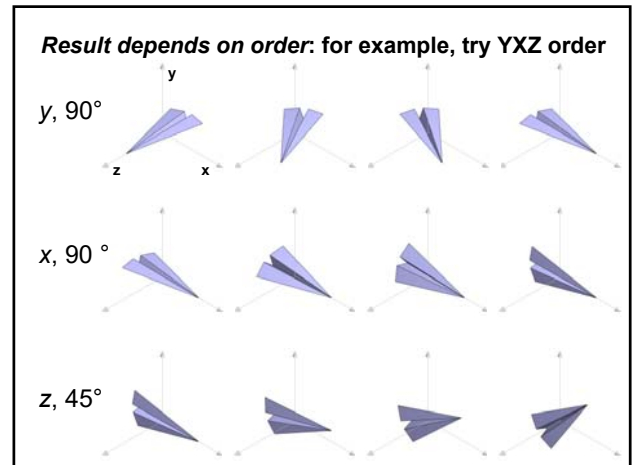 Result depends on order: for example, try YXZ order
y
y, 90°
z x
x, 90 °
z, 45°